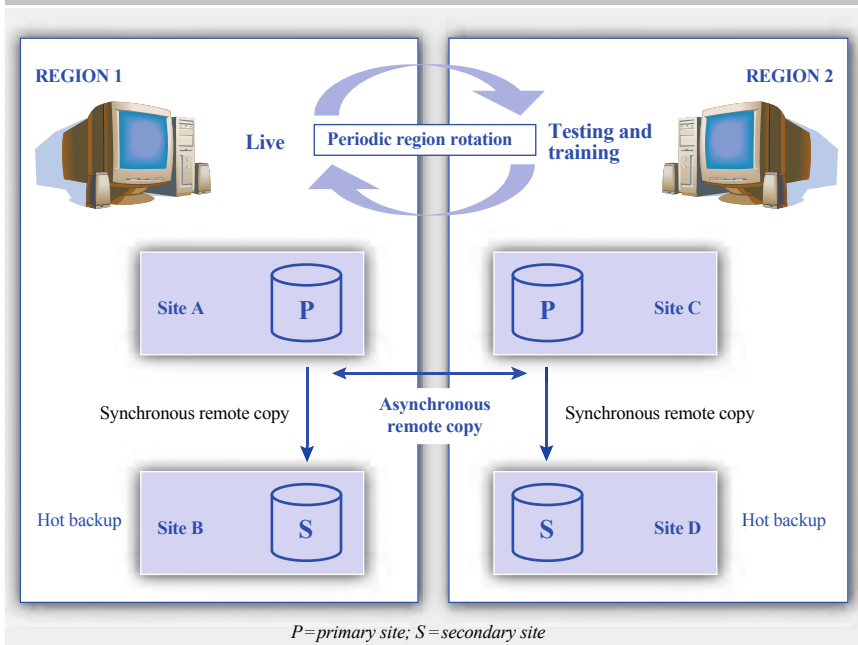 REGION 1
REGION 2
Live
Periodic region rotation
Testing and
training
Site A
P
P
Site C
Synchronous remote copy
Asynchronous
remote copy
Synchronous remote copy
Hot backup
Site B
S
S
Site D
Hot backup
P=primary site; S=secondary site